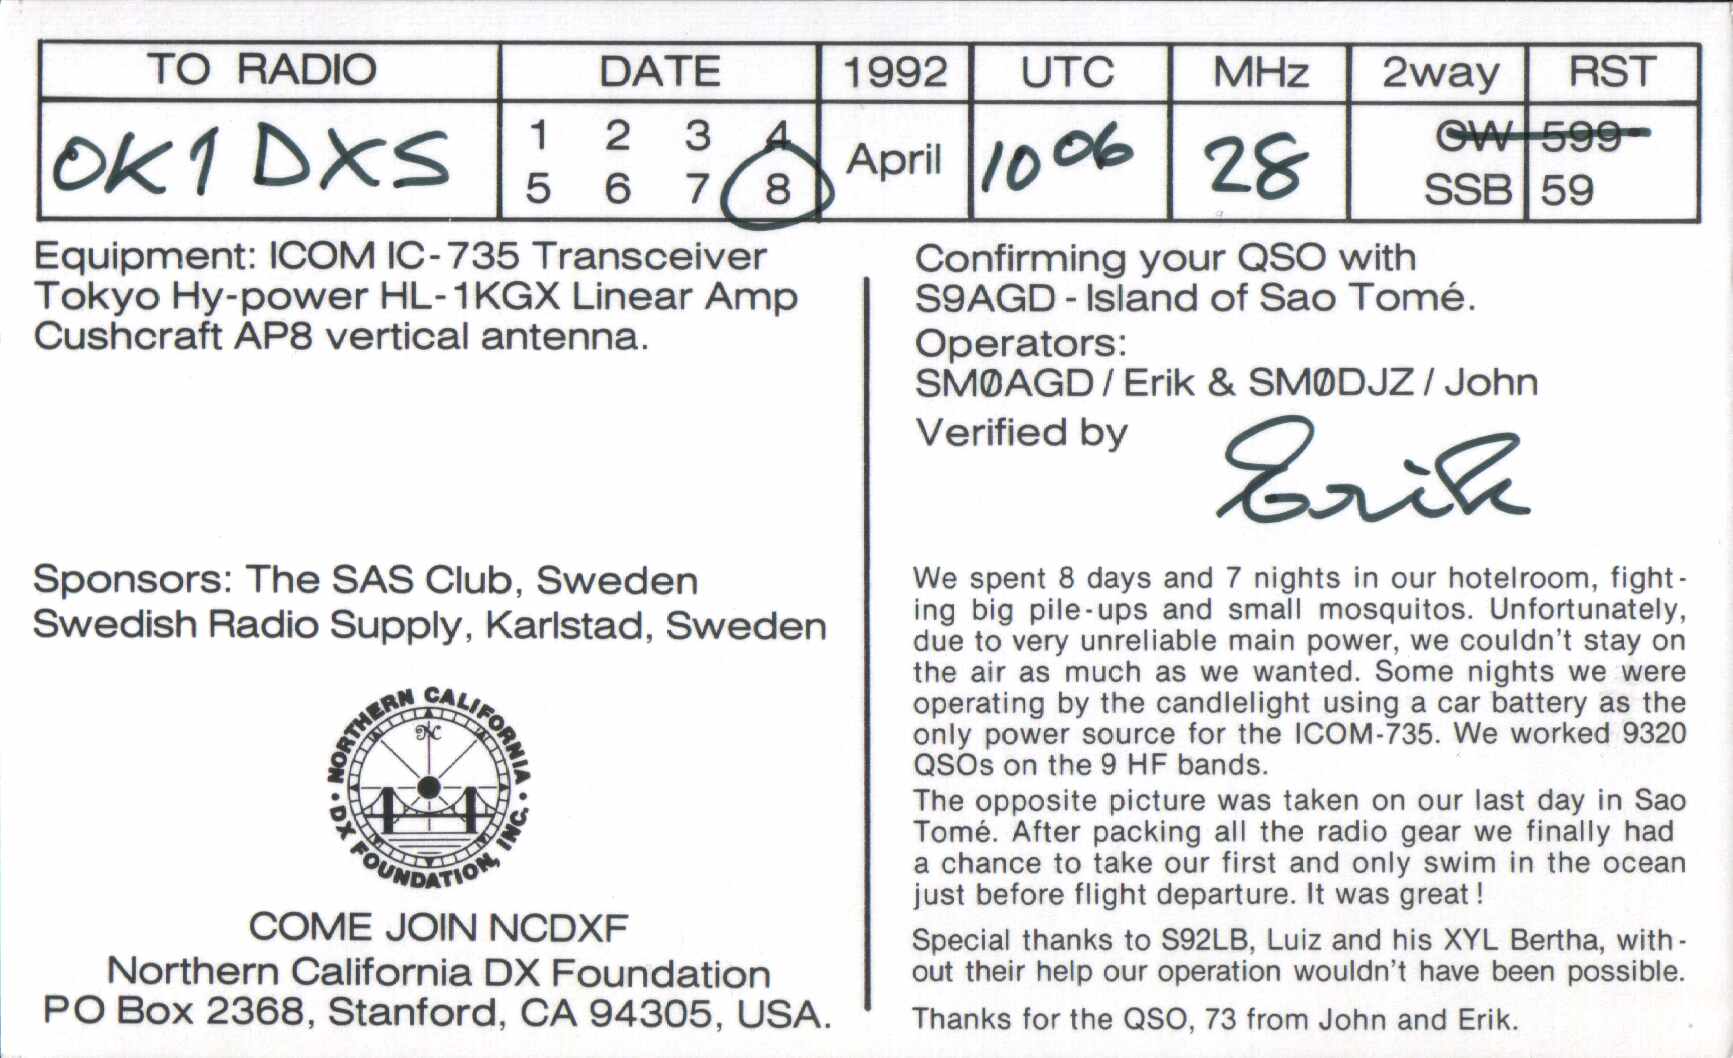 TO RADIO DATE 1992 UTC MHz 2way RST
OK1DXS 1 2 3 4 April 1006 28 CW 599
5 6 7 8 SSB 59
Equipment: ICOM IC-735 Transceiver
Tokyo Hy-power HL-1KGX Linear Amp
Cushcraft AP8 vertical antenna.
Sponsors: The SAS Club, Sweden
Swedish Radio Supply, Karlstad, Sweden
NORTHERN CALIFORNIA
• DX FOUNDATION, INC. •
NC
COME JOIN NCDXF
Northern California DX Foundation
PO Box 2368, Stanford, CA 94305, USA.
Confirming your QSO with
S9AGD - Island of Sao Tomé.
Operators:
SMØAGD / Erik & SMØDJZ / John
Verified by Erik
We spent 8 days and 7 nights in our hotelroom, fight-
ing big pile-ups and small mosquitos. Unfortunately,
due to very unreliable main power, we couldn't stay on
the air as much as we wanted. Some nights we were
operating by the candlelight using a car battery as the
only power source for the ICOM-735. We worked 9320
QSOs on the 9 HF bands.
The opposite picture was taken on our last day in Sao
Tomé. After packing all the radio gear we finally had
a chance to take our first and only swim in the ocean
just before flight departure. It was great!
Special thanks to S92LB, Luiz and his XYL Bertha, with-
out their help our operation wouldn't have been possible.
Thanks for the QSO, 73 from John and Erik.